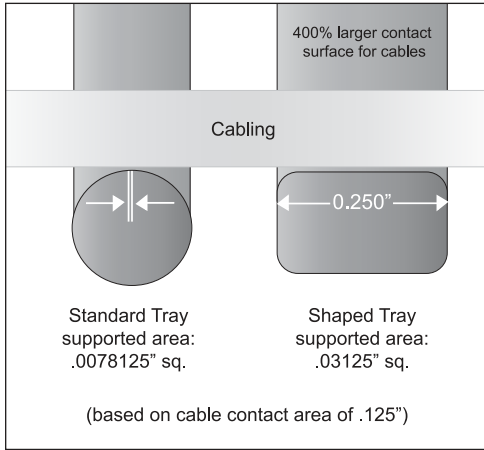 400% larger contact
surface for cables
Cabling
0.250”
Standard Tray
supported area:
.0078125” sq.
Shaped Tray
supported area:
.03125” sq.
(based on cable contact area of .125”)